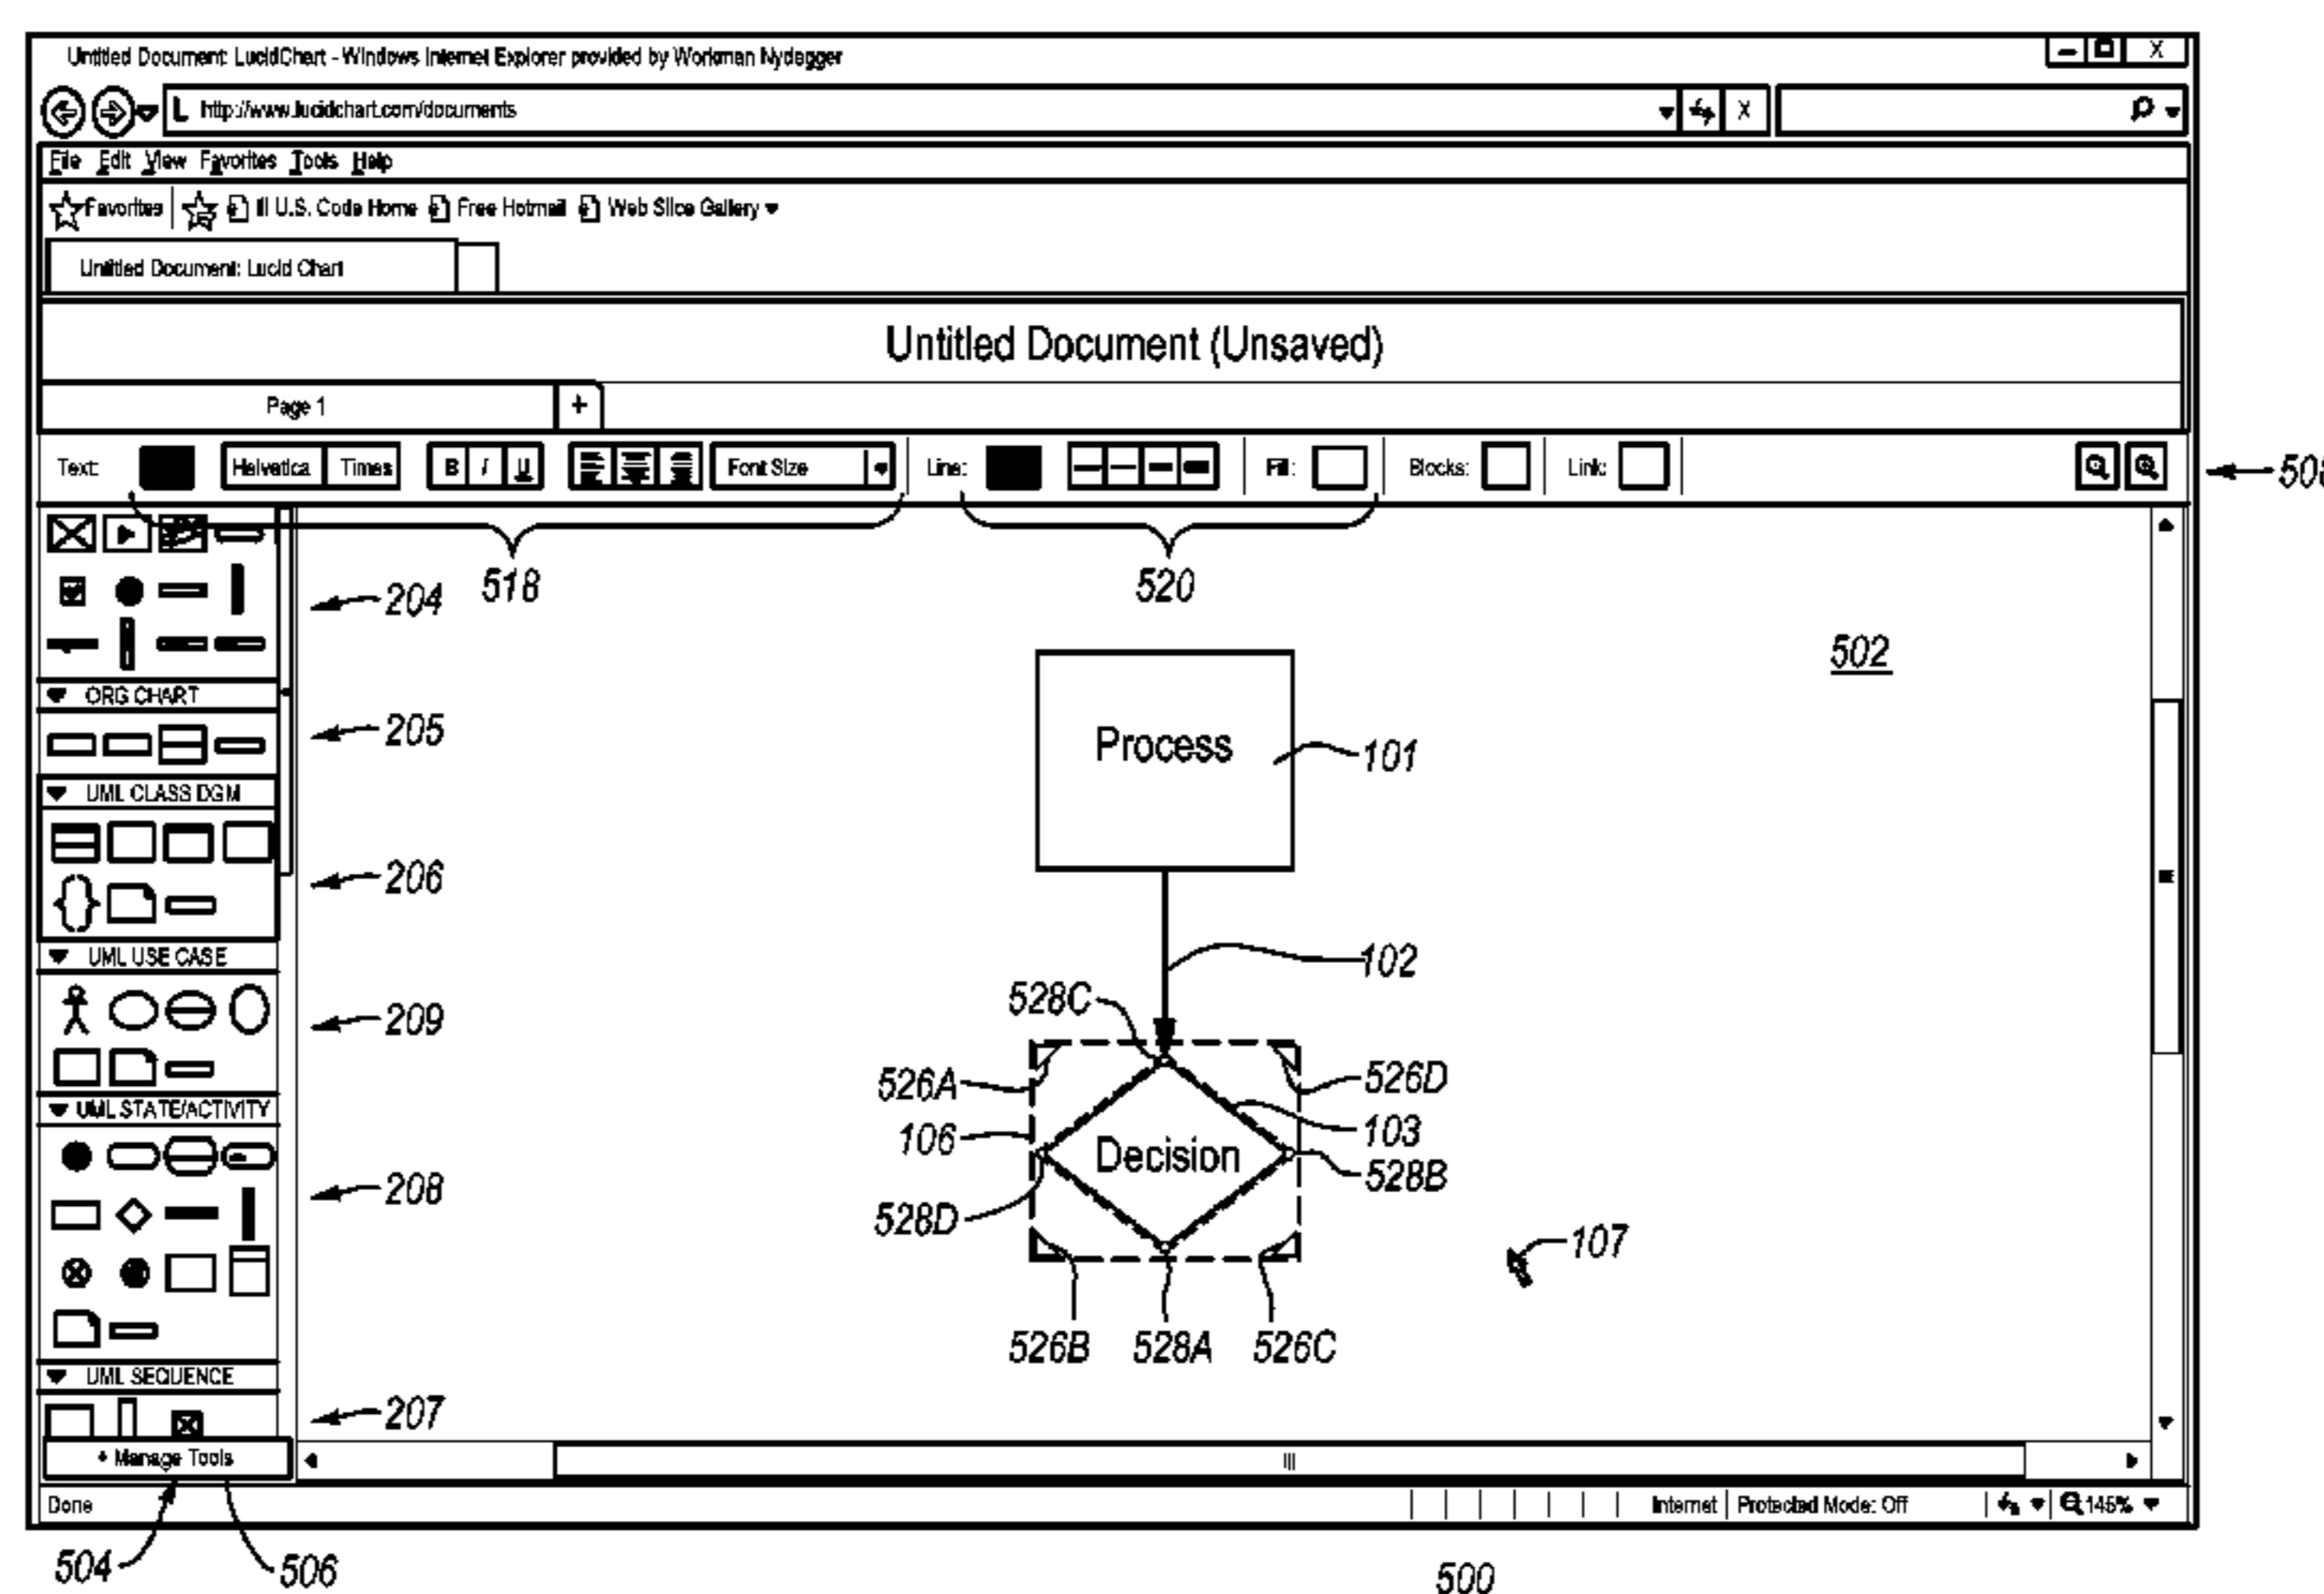 Untitled Document: LucidChart - Windows Internet Explorer provided by Workman Nydegger
X
L http://www.lucidchart.com/documents
X
File Edit View Favorites Tools Help
Favorites Ill U.S. Code Home Free Hotmail Web Slice Gallery
Untitled Document: Lucid Chart
Untitled Document (Unsaved)
Page 1 +
Text: Helvetica Times B I U Font Size Line: Fill: Blocks: Link:
518
520
204
502
ORG CHART
205
Process
101
UML CLASS DGM
206
102
UML USE CASE
528C
209
526A
526D
UML STATE/ACTIVITY
106
103
Decision
528B
208
528D
107
526B 528A 526C
UML SEQUENCE
207
+ Manage Tools
Done Internet Protected Mode: Off 145%
504
506
500